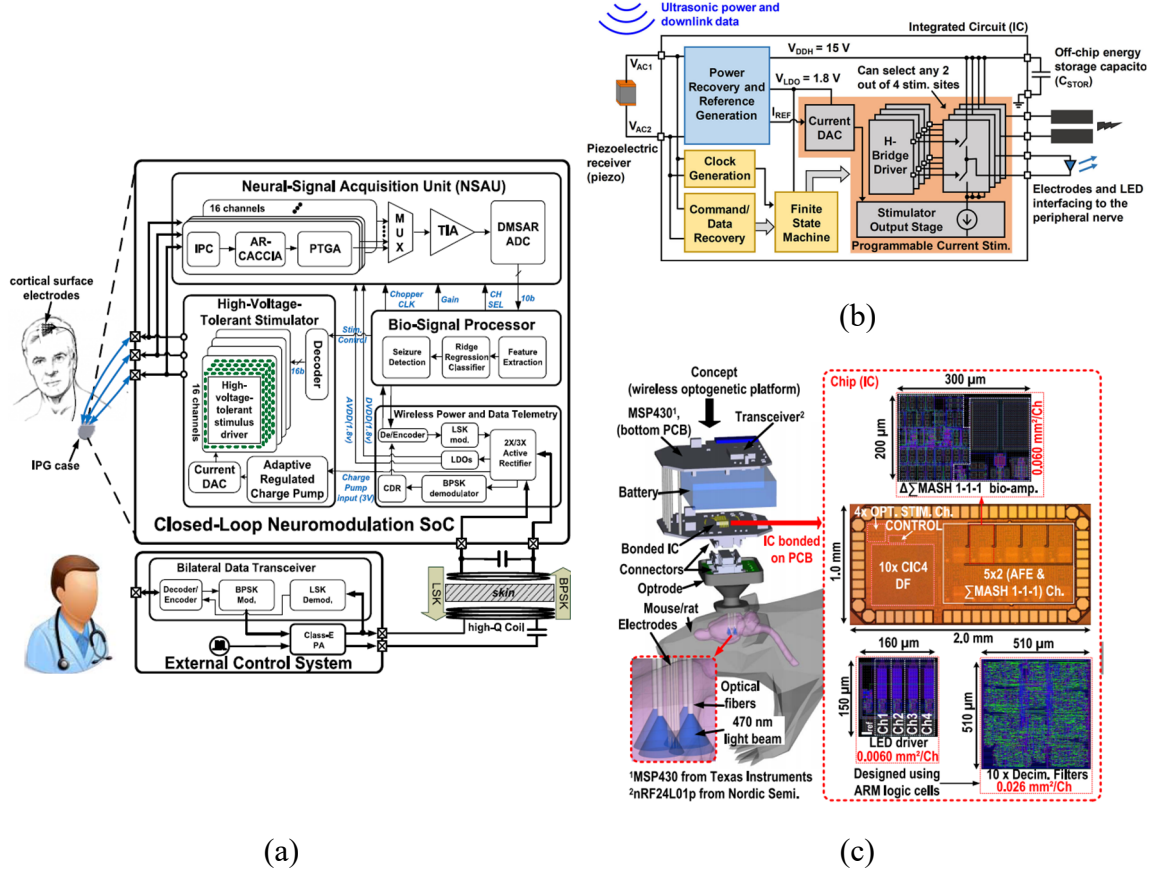 Neural-Signal Acquisition Unit (NSAU)
16 channels
IPC
AR-
CACCIA
PTGA
MUX
TIA
DMSAR
ADC
cortical surface
electrodes
IPG case
Chopper
CLK
Gain
CH
SEL
10b
High-Voltage-
Tolerant Stimulator
Stim.
Control
Decoder
16b
16 channels
High-
voltage-
tolerant
stimulus
driver
Current
DAC
Adaptive
Regulated
Charge Pump
Bio-Signal Processor
Seizure
Detection
Ridge
Regression
Classifier
Feature
Extraction
AVDD(1.8v)
DVDD(1.8v)
Charge
Pump
input (3V)
Wireless Power and Data Telemetry
De/Encoder
LSK
mod.
LDOs
2X/3X
Active
Rectifier
CDR
BPSK
demodulator
Closed-Loop Neuromodulation SoC
Bilateral Data Transceiver
Decoder/
Encoder
BPSK
Mod.
LSK
Demod.
Class-E
PA
External Control System
LSK
skin
BPSK
high-Q Coil
(a)
Ultrasonic power and
downlink data
Integrated Circuit (IC)
VAC1
VAC2
Piezoelectric
receiver
(piezo)
Power
Recovery and
Reference
Generation
VDDH = 15 V
VLDO = 1.8 V
IREF
Can select any 2
out of 4 stim. sites
Current
DAC
H-
Bridge
Driver
Clock
Generation
Command/
Data
Recovery
Finite
State
Machine
Stimulator
Output Stage
Programmable Current Stim.
Off-chip energy
storage capacito
(CSTOR)
Electrodes and LED
interfacing to the
peripheral nerve
(b)
Concept
(wireless optogenetic platform)
MSP430¹,
(bottom PCB)
Transceiver²
Battery
Bonded IC
Connectors
Optrode
Mouse/rat
Electrodes
Optical
fibers
470 nm
light beam
¹MSP430 from Texas Instruments
²nRF24L01p from Nordic Semi.
IC bonded
on PCB
Chip (IC)
300 µm
200 µm
0.060 mm²/Ch
Δ∑MASH 1-1-1 bio-amp.
4x OPT. STIM. Ch.
CONTROL
10x CIC4
DF
5x2 (AFE &
∑MASH 1-1-1) Ch.
1.0 mm
2.0 mm
160 µm
150 µm
Iref
Ch1
Ch2
Ch3
Ch4
LED driver
0.0060 mm²/Ch
Designed using
ARM logic cells
510 µm
510 µm
10 x Decim. Filters
0.026 mm²/Ch
(c)